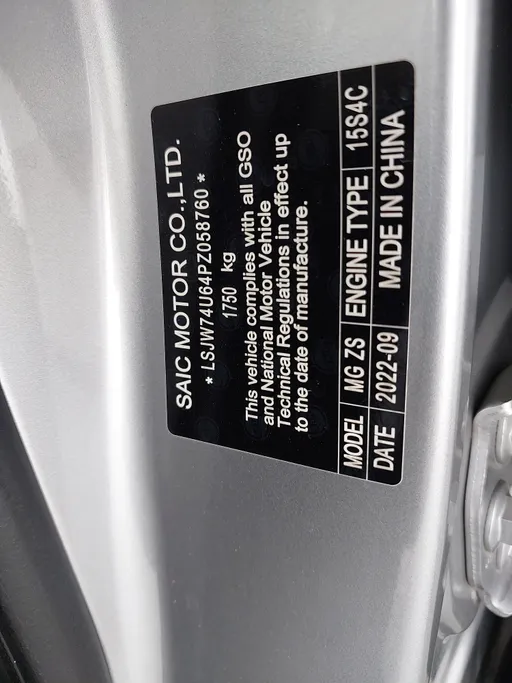 SAIC MOTOR CO.,LTD.
* LSJW74U64PZ058760 *
1750 kg
This vehicle complies with all GSO
and National Motor Vehicle
Technical Regulations in effect up
to the date of manufacture.
MODEL MG ZS ENGINE TYPE 15S4C
DATE 2022-09 MADE IN CHINA